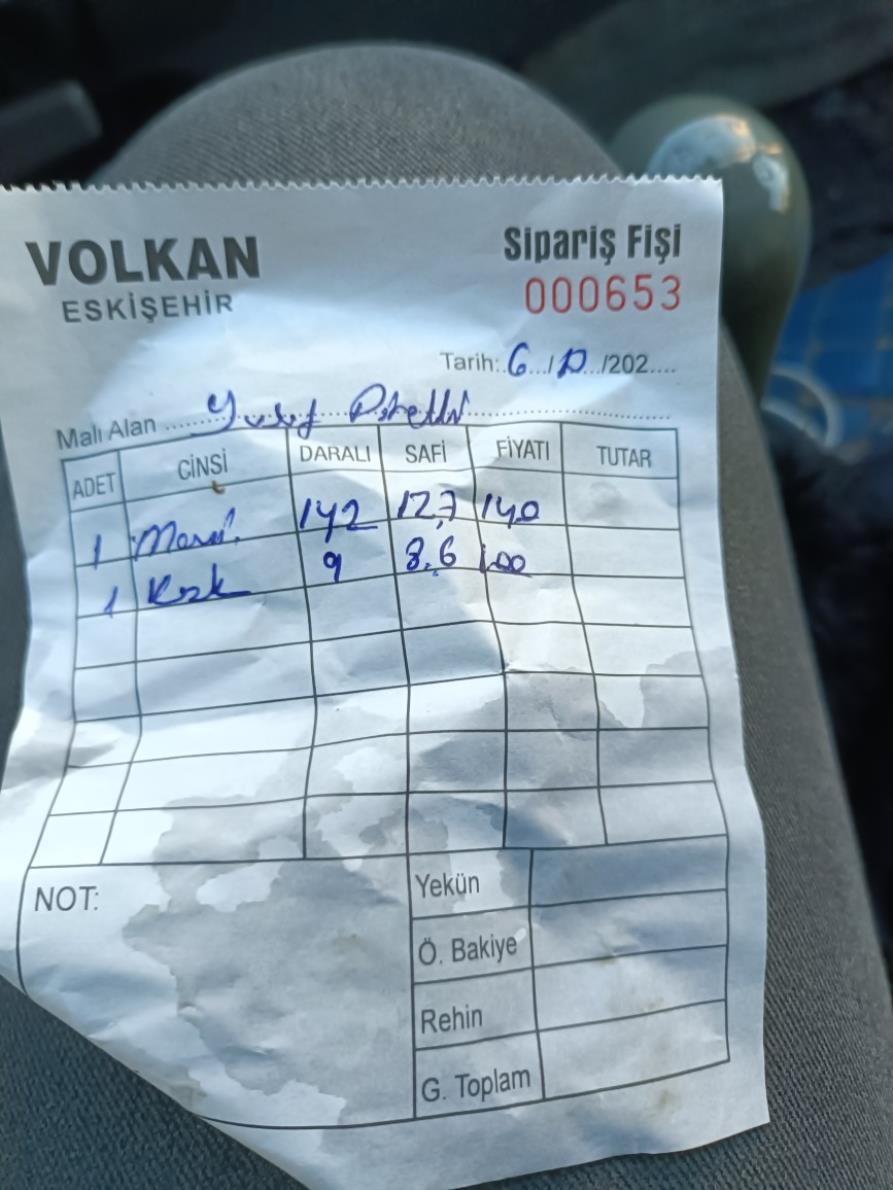 VOLKAN
ESKİŞEHİR
Sipariş Fişi
000653
Tarih: 6 / 10 /202....
Malı Alan Yusuf
ADET CİNSİ DARALI SAFİ FİYATI TUTAR
1 142 12,7 140
1 9 8,6 100
NOT:
Yekün
Ö. Bakiye
Rehin
G. Toplam